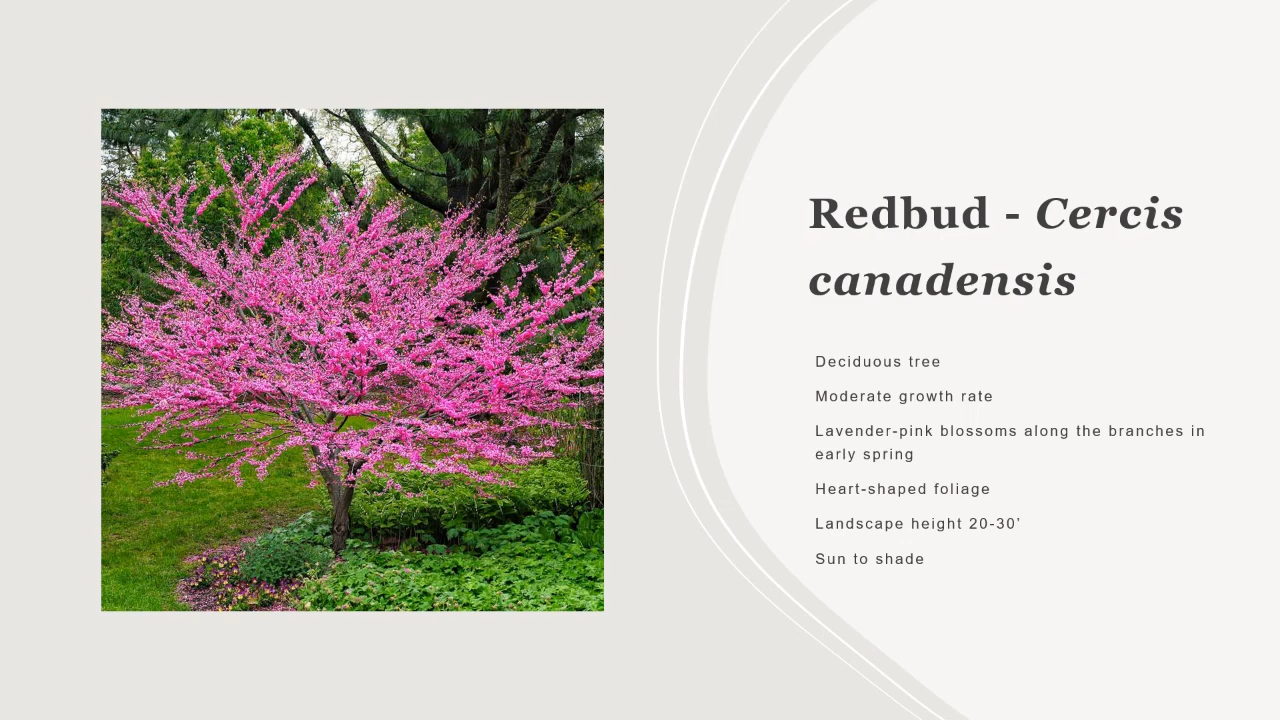 Redbud - Cercis
canadensis
Deciduous tree
Moderate growth rate
Lavender-pink blossoms along the branches in
early spring
Heart-shaped foliage
Landscape height 20-30’
Sun to shade